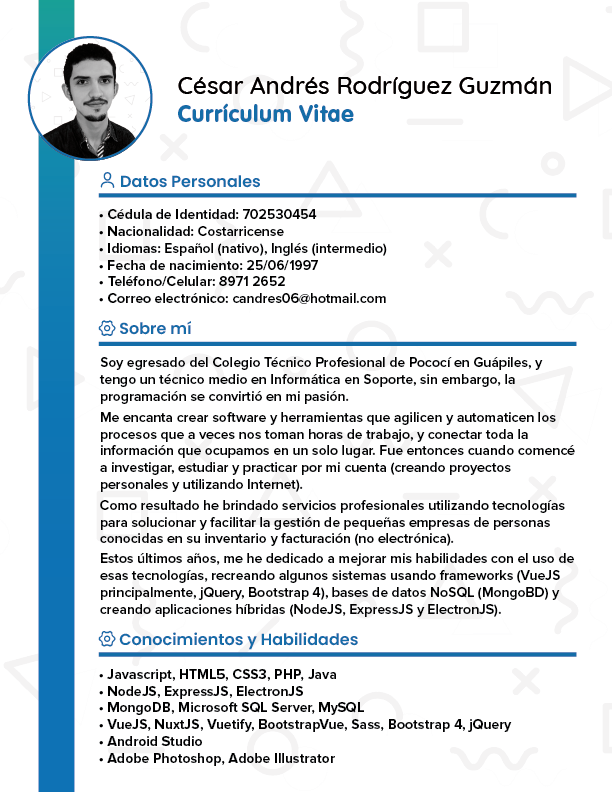 César Andrés Rodríguez Guzmán
Currículum Vitae
Datos Personales
• Cédula de Identidad: 702530454
• Nacionalidad: Costarricense
• Idiomas: Español (nativo), Inglés (intermedio)
• Fecha de nacimiento: 25/06/1997
• Teléfono/Celular: 8971 2652
• Correo electrónico: candres06@hotmail.com
Sobre mí
Soy egresado del Colegio Técnico Profesional de Pococí en Guápiles, y
tengo un técnico medio en Informática en Soporte, sin embargo, la
programación se convirtió en mi pasión.
Me encanta crear software y herramientas que agilicen y automaticen los
procesos que a veces nos toman horas de trabajo, y conectar toda la
información que ocupamos en un solo lugar. Fue entonces cuando comencé
a investigar, estudiar y practicar por mi cuenta (creando proyectos
personales y utilizando Internet).
Como resultado he brindado servicios profesionales utilizando tecnologías
para solucionar y facilitar la gestión de pequeñas empresas de personas
conocidas en su inventario y facturación (no electrónica).
Estos últimos años, me he dedicado a mejorar mis habilidades con el uso de
esas tecnologías, recreando algunos sistemas usando frameworks (VueJS
principalmente, jQuery, Bootstrap 4), bases de datos NoSQL (MongoBD) y
creando aplicaciones híbridas (NodeJS, ExpressJS y ElectronJS).
Conocimientos y Habilidades
• Javascript, HTML5, CSS3, PHP, Java
• NodeJS, ExpressJS, ElectronJS
• MongoDB, Microsoft SQL Server, MySQL
• VueJS, NuxtJS, Vuetify, BootstrapVue, Sass, Bootstrap 4, jQuery
• Android Studio
• Adobe Photoshop, Adobe Illustrator